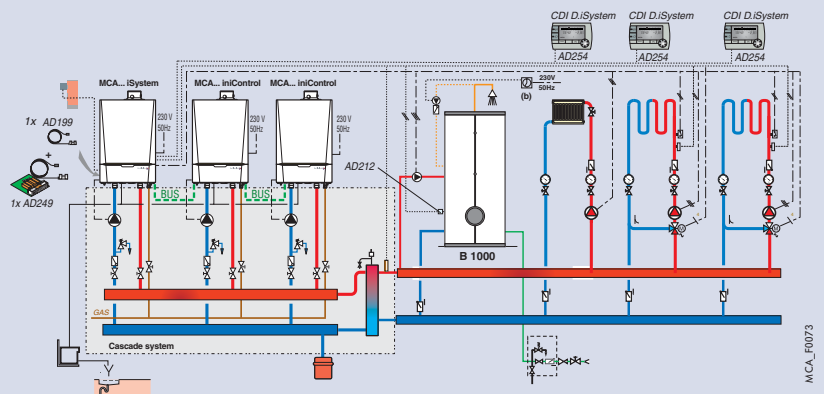 CDI D.iSystem
CDI D.iSystem
CDI D.iSystem
AD254
AD254
AD254
MCA... iSystem
MCA... iniControl
MCA... iniControl
230V
50Hz
(b)
230 V
50Hz
230 V
50Hz
230 V
50Hz
1x AD199
+
1x AD249
BUS
BUS
AD212
B 1000
M
M
GAS
Cascade system
MCA_F0073